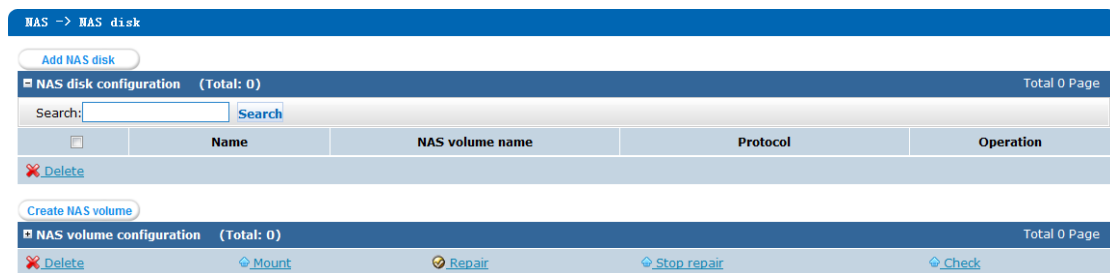 NAS -> NAS disk
Add NAS disk
NAS disk configuration (Total: 0) Total 0 Page
Search: Search
Name NAS volume name Protocol Operation
Delete
Create NAS volume
NAS volume configuration (Total: 0) Total 0 Page
Delete Mount Repair Stop repair Check